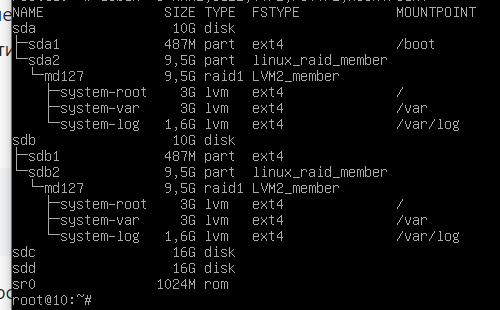 NAME SIZE TYPE FSTYPE MOUNTPOINT
sda 10G disk
├─sda1 487M part ext4 /boot
└─sda2 9,5G part linux_raid_member
  └─md127 9,5G raid1 LVM2_member
    ├─system-root 3G lvm ext4 /
    ├─system-var 3G lvm ext4 /var
    └─system-log 1,6G lvm ext4 /var/log
sdb 10G disk
├─sdb1 487M part ext4
└─sdb2 9,5G part linux_raid_member
  └─md127 9,5G raid1 LVM2_member
    ├─system-root 3G lvm ext4 /
    ├─system-var 3G lvm ext4 /var
    └─system-log 1,6G lvm ext4 /var/log
sdc 16G disk
sdd 16G disk
sr0 1024M rom
root@10:~#